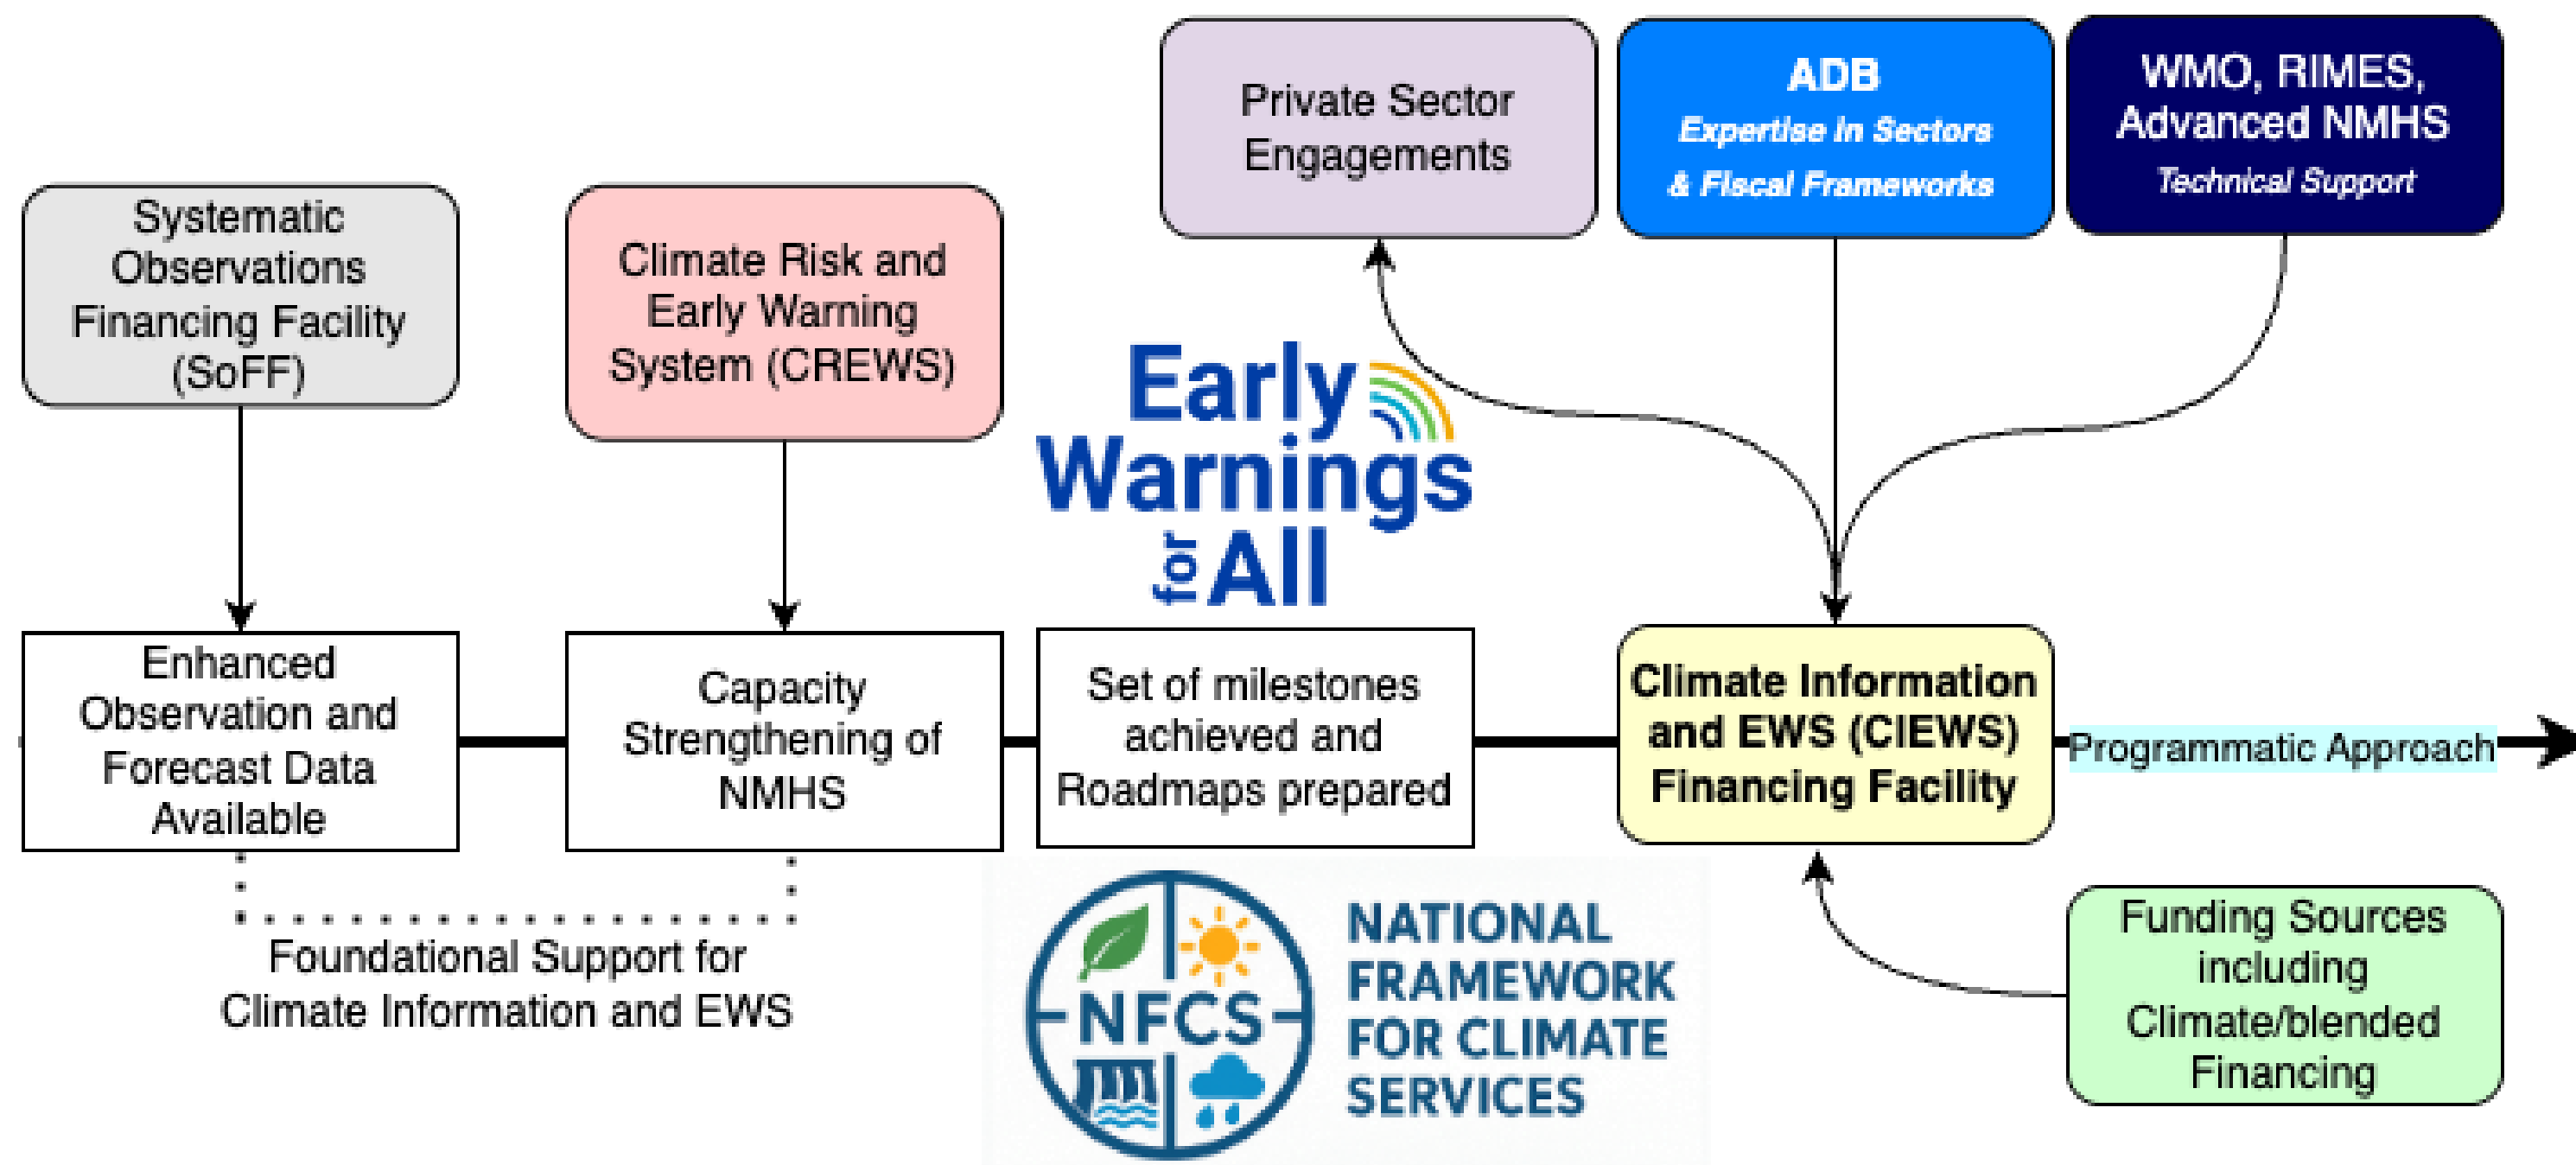 Private Sector
Engagements
ADB
Expertise in Sectors
& Fiscal Frameworks
WMO, RIMES,
Advanced NMHS
Technical Support
Systematic
Observations
Financing Facility
(SoFF)
Climate Risk and
Early Warning
System (CREWS)
Early
Warnings
for All
Enhanced
Observation and
Forecast Data
Available
Capacity
Strengthening of
NMHS
Set of milestones
achieved and
Roadmaps prepared
Climate Information
and EWS (CIEWS)
Financing Facility
Programmatic Approach
Foundational Support for
Climate Information and EWS
NFCS
NATIONAL
FRAMEWORK
FOR CLIMATE
SERVICES
Funding Sources
including
Climate/blended
Financing